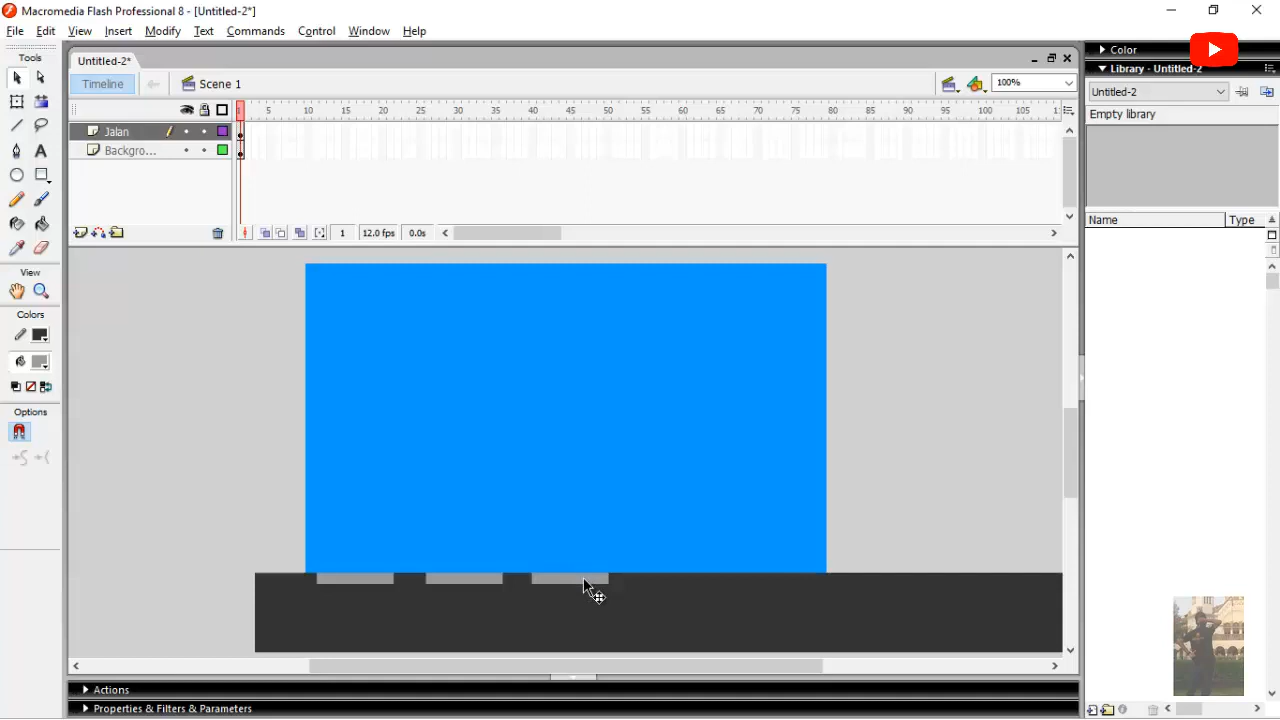 Macromedia Flash Professional 8 - [Untitled-2*]
File Edit View Insert Modify Text Commands Control Window Help
Tools
Untitled-2*
Color
Library - Untitled-2
Timeline
Scene 1
100%
Untitled-2
5 10 15 20 25 30 35 40 45 50 55 60 65 70 75 80 85 90 95 100 105 11
Empty library
Jalan
Backgro...
Name Type
1 12.0 fps 0.0s
View
Colors
Options
Actions
Properties & Filters & Parameters